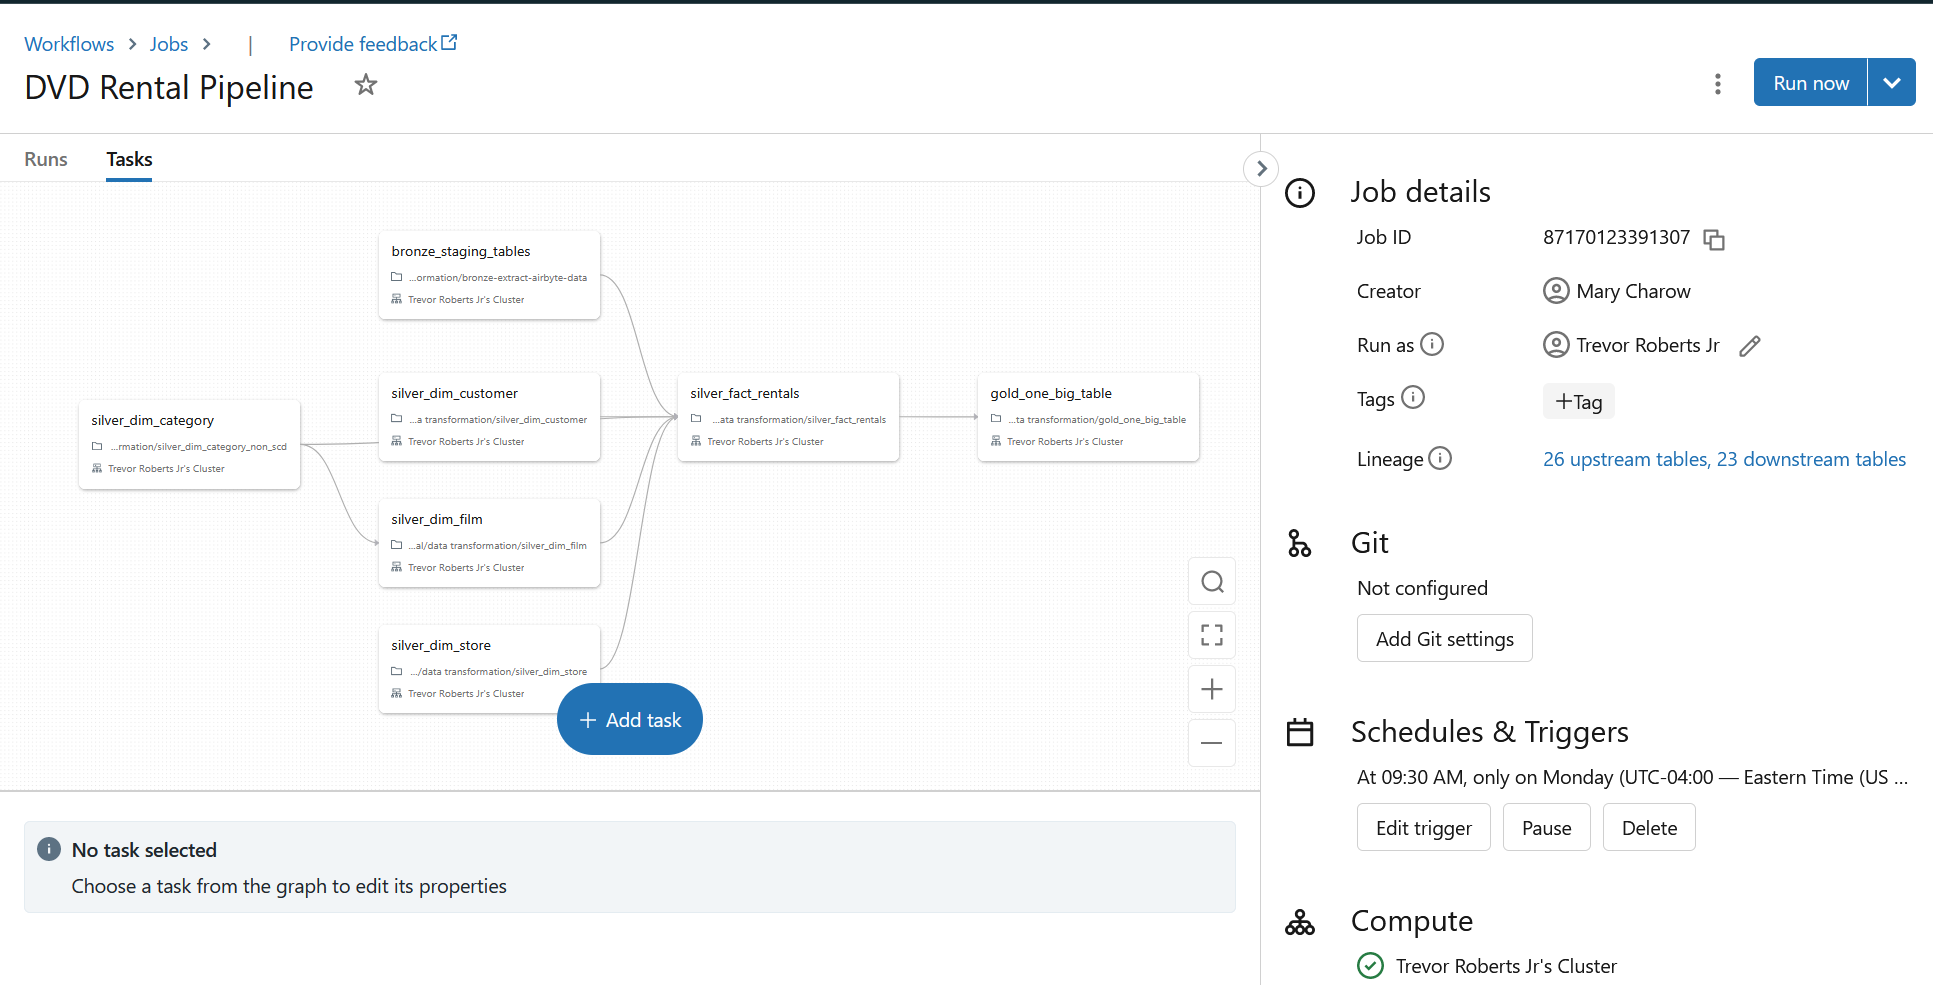 Workflows > Jobs > | Provide feedback
DVD Rental Pipeline
Run now
Runs Tasks
bronze_staging_tables
...ormation/bronze-extract-airbyte-data
Trevor Roberts Jr's Cluster
silver_dim_category
...rmation/silver_dim_category_non_scd
Trevor Roberts Jr's Cluster
silver_dim_customer
...a transformation/silver_dim_customer
Trevor Roberts Jr's Cluster
silver_fact_rentals
...ata transformation/silver_fact_rentals
Trevor Roberts Jr's Cluster
gold_one_big_table
...ta transformation/gold_one_big_table
Trevor Roberts Jr's Cluster
silver_dim_film
...al/data transformation/silver_dim_film
Trevor Roberts Jr's Cluster
silver_dim_store
.../data transformation/silver_dim_store
Trevor Roberts Jr's Cluster
+ Add task
No task selected
Choose a task from the graph to edit its properties
Job details
Job ID 87170123391307
Creator Mary Charow
Run as Trevor Roberts Jr
Tags +Tag
Lineage 26 upstream tables, 23 downstream tables
Git
Not configured
Add Git settings
Schedules & Triggers
At 09:30 AM, only on Monday (UTC-04:00 — Eastern Time (US ...
Edit trigger Pause Delete
Compute
Trevor Roberts Jr's Cluster